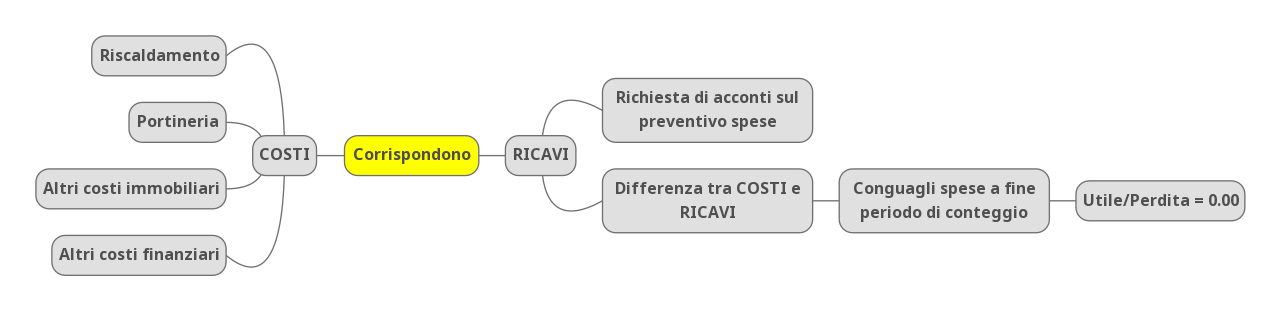 Riscaldamento
Portineria
Altri costi immobiliari
Altri costi finanziari
COSTI
Corrispondono
RICAVI
Richiesta di acconti sul
preventivo spese
Differenza tra COSTI e
RICAVI
Conguagli spese a fine
periodo di conteggio
Utile/Perdita = 0.00